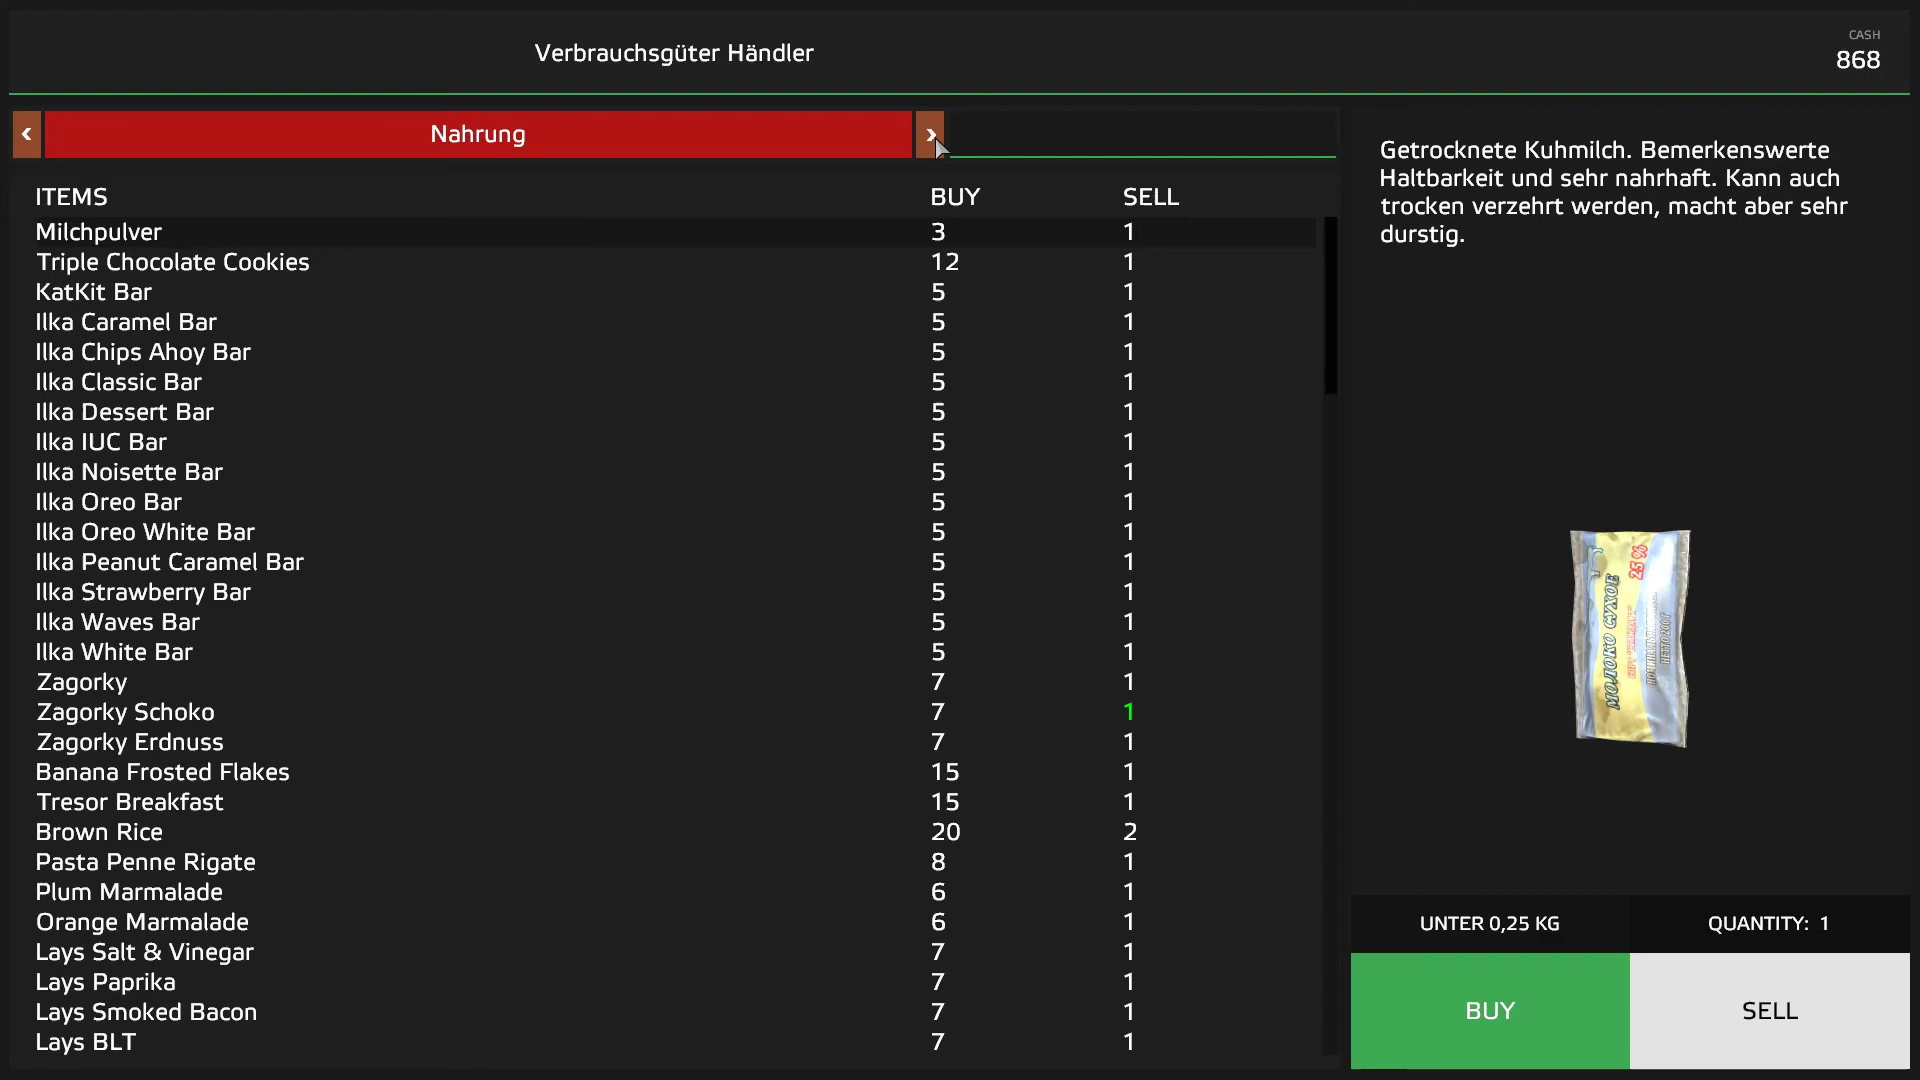 Verbrauchsgüter Händler
CASH
868
Nahrung
ITEMS BUY SELL
Milchpulver 3 1
Triple Chocolate Cookies 12 1
KatKit Bar 5 1
Ilka Caramel Bar 5 1
Ilka Chips Ahoy Bar 5 1
Ilka Classic Bar 5 1
Ilka Dessert Bar 5 1
Ilka IUC Bar 5 1
Ilka Noisette Bar 5 1
Ilka Oreo Bar 5 1
Ilka Oreo White Bar 5 1
Ilka Peanut Caramel Bar 5 1
Ilka Strawberry Bar 5 1
Ilka Waves Bar 5 1
Ilka White Bar 5 1
Zagorky 7 1
Zagorky Schoko 7 1
Zagorky Erdnuss 7 1
Banana Frosted Flakes 15 1
Tresor Breakfast 15 1
Brown Rice 20 2
Pasta Penne Rigate 8 1
Plum Marmalade 6 1
Orange Marmalade 6 1
Lays Salt & Vinegar 7 1
Lays Paprika 7 1
Lays Smoked Bacon 7 1
Lays BLT 7 1
Getrocknete Kuhmilch. Bemerkenswerte
Haltbarkeit und sehr nahrhaft. Kann auch
trocken verzehrt werden, macht aber sehr
durstig.
25 %
МОЛОКО СУХОЕ
UNTER 0,25 KG
QUANTITY: 1
BUY
SELL